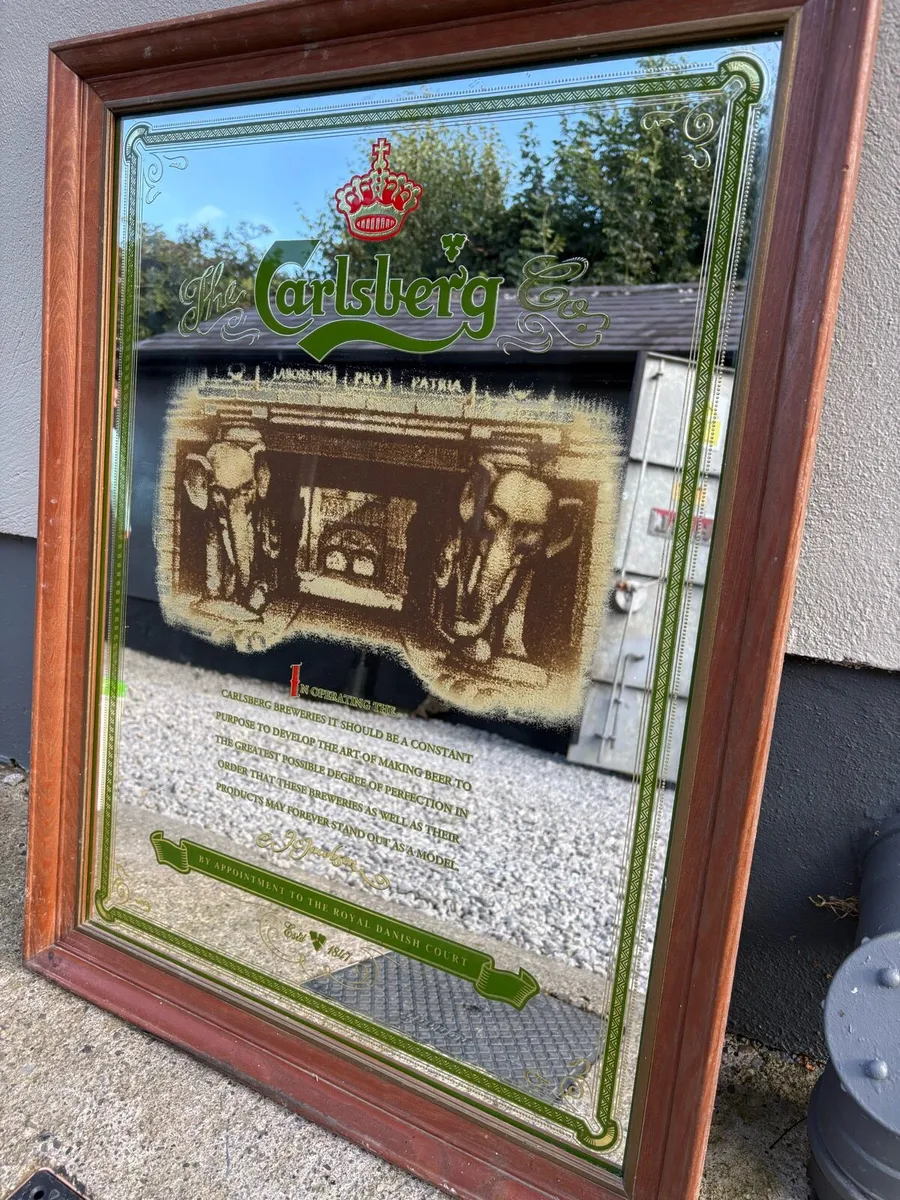 The Carlsberg Co.
LABOREMUS PRO PATRIA
IN OPERATING THE
CARLSBERG BREWERIES IT SHOULD BE A CONSTANT
PURPOSE TO DEVELOP THE ART OF MAKING BEER TO
THE GREATEST POSSIBLE DEGREE OF PERFECTION IN
ORDER THAT THESE BREWERIES AS WELL AS THEIR
PRODUCTS MAY FOREVER STAND OUT AS A MODEL.
BY APPOINTMENT TO THE ROYAL DANISH COURT
Estd 1847